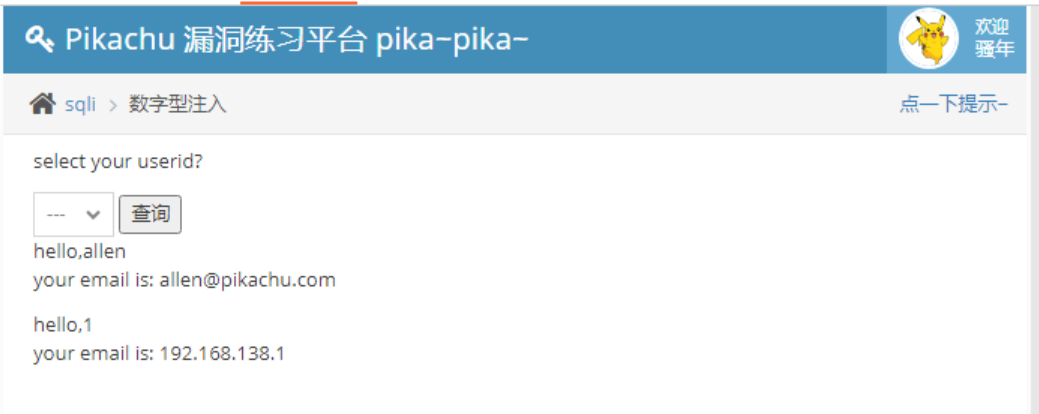 Pikachu 漏洞练习平台 pika~pika~
欢迎
骚年
sqli > 数字型注入
点一下提示~
select your userid?
---
查询
hello,allen
your email is: allen@pikachu.com
hello,1
your email is: 192.168.138.1